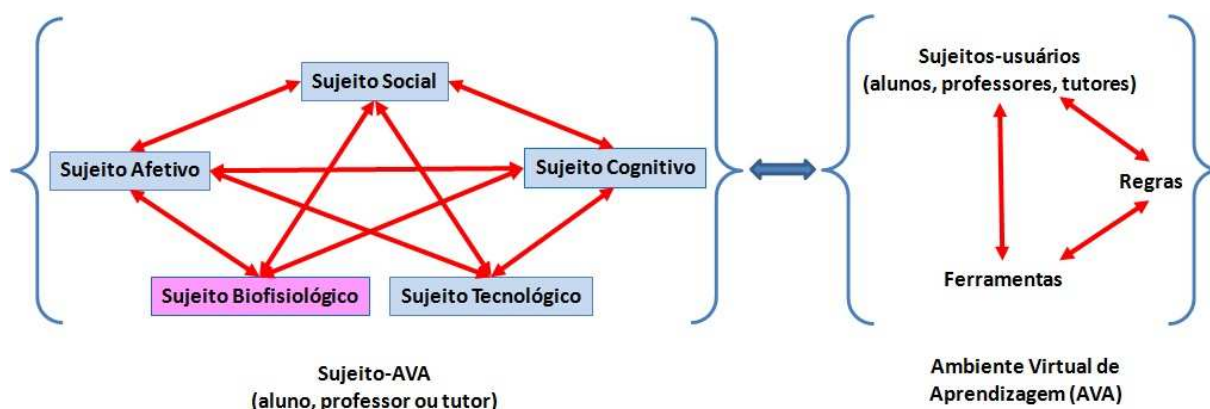 Sujeito Social
Sujeito Afetivo
Sujeito Cognitivo
Sujeito Biofisiológico
Sujeito Tecnológico
Sujeito-AVA
(aluno, professor ou tutor)
Sujeitos-usuários
(alunos, professores, tutores)
Regras
Ferramentas
Ambiente Virtual de
Aprendizagem (AVA)